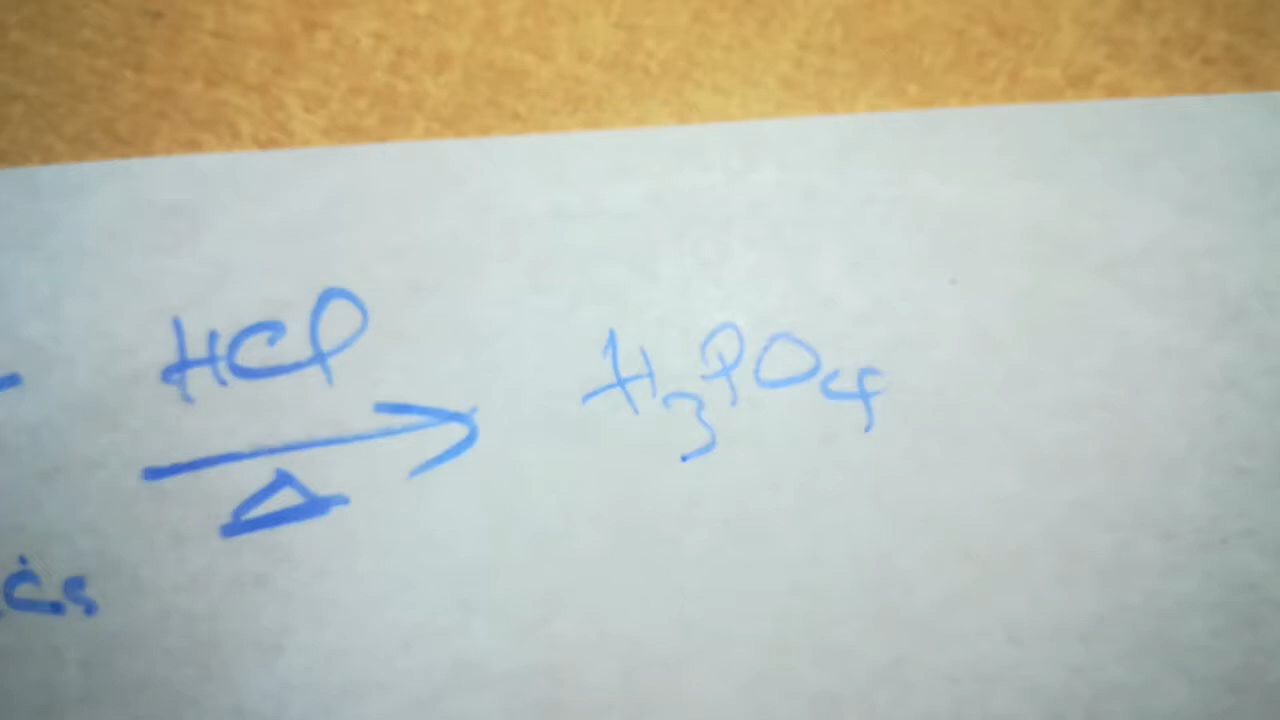 HCl
→ H3PO4
Δ